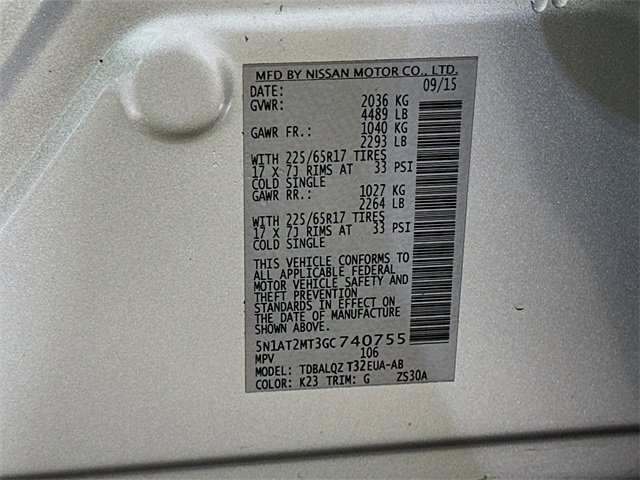 MFD BY NISSAN MOTOR CO., LTD.
DATE: 09/15
GVWR: 2036 KG
4489 LB
GAWR FR.: 1040 KG
2293 LB
WITH 225/65R17 TIRES
17 X 7J RIMS AT 33 PSI
COLD SINGLE
GAWR RR.: 1027 KG
2264 LB
WITH 225/65R17 TIRES
17 X 7J RIMS AT 33 PSI
COLD SINGLE
THIS VEHICLE CONFORMS TO
ALL APPLICABLE FEDERAL
MOTOR VEHICLE SAFETY AND
THEFT PREVENTION
STANDARDS IN EFFECT ON
THE DATE OF MANUFACTURE
SHOWN ABOVE.
5N1AT2MT3GC740755
MPV 106
MODEL: TDBALQZ T32EUA-AB
COLOR: K23 TRIM: G ZS30A